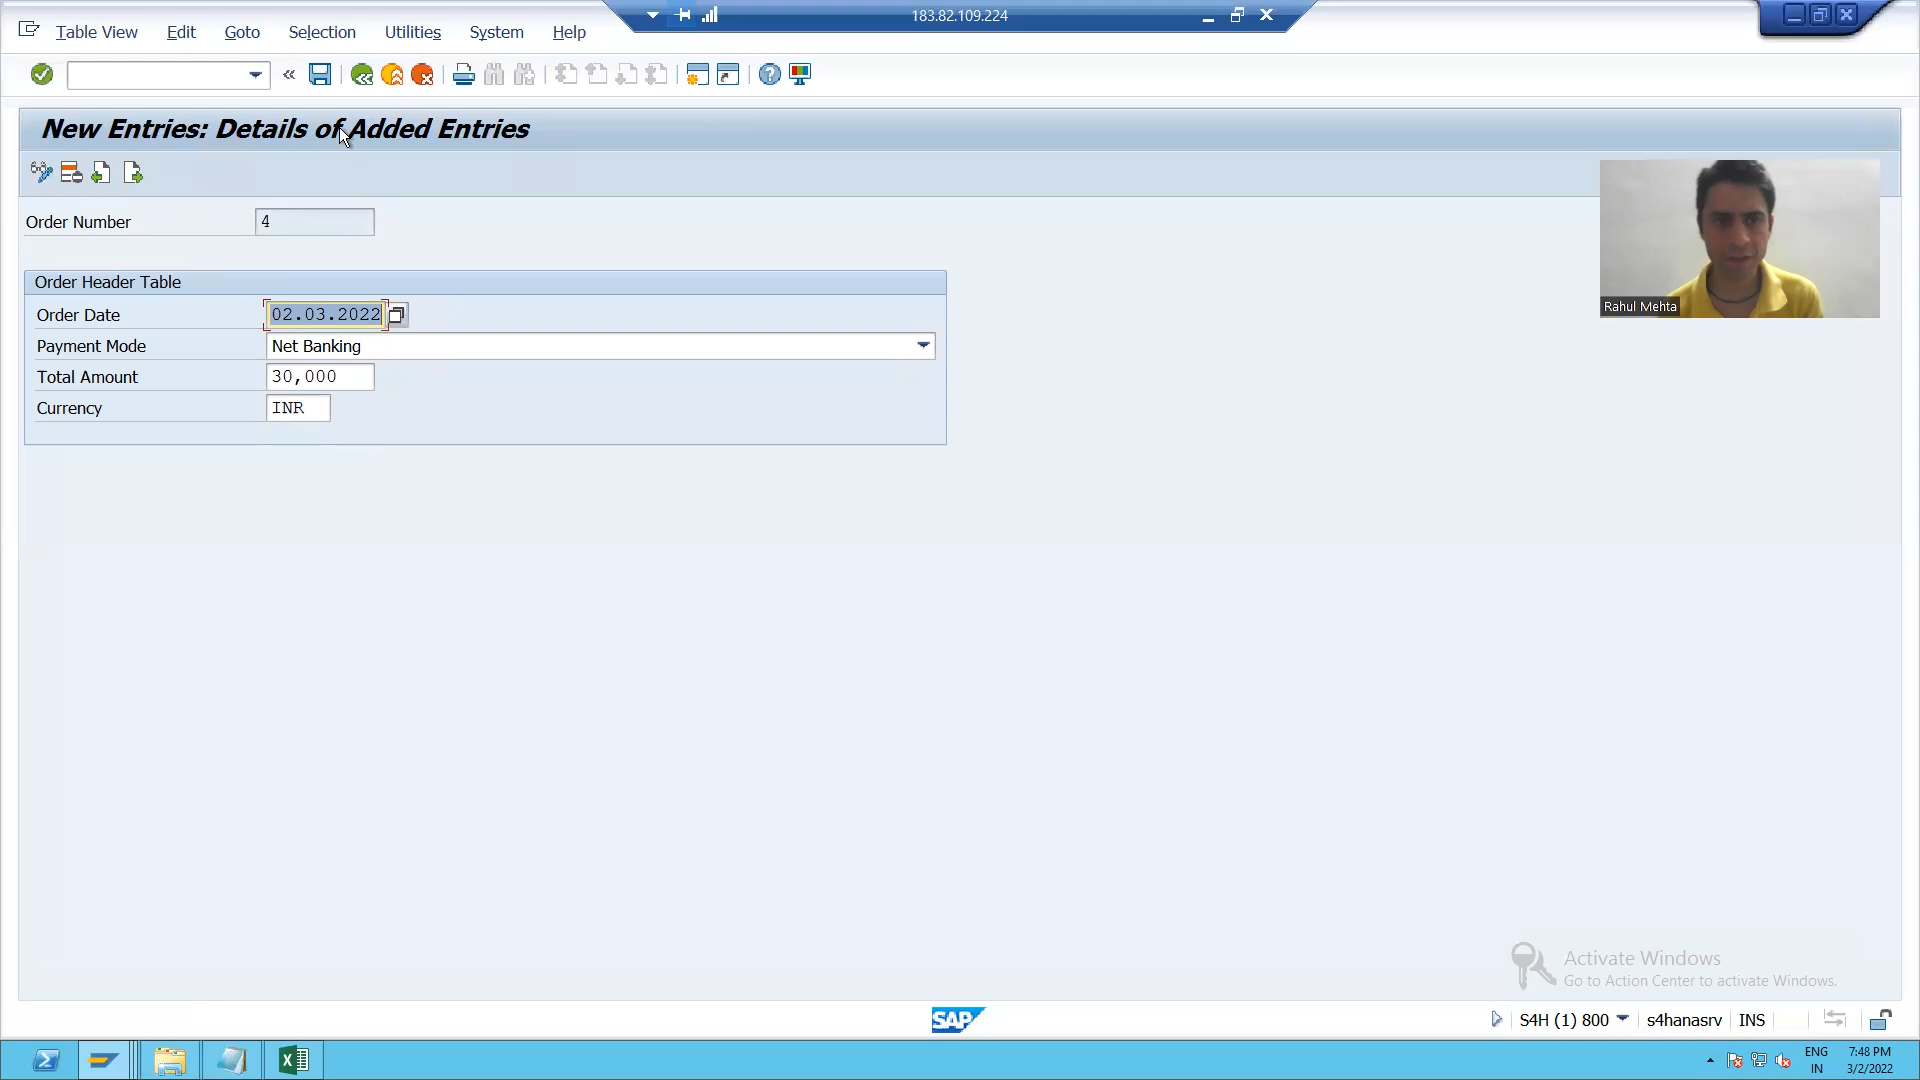 183.82.109.224
Table View Edit Goto Selection Utilities System Help
New Entries: Details of Added Entries
Order Number 4
Order Header Table
Order Date 02.03.2022
Payment Mode Net Banking
Total Amount 30,000
Currency INR
Rahul Mehta
Activate Windows
Go to Action Center to activate Windows.
SAP
S4H (1) 800 s4hanasrv INS
ENG 7:48 PM
IN 3/2/2022